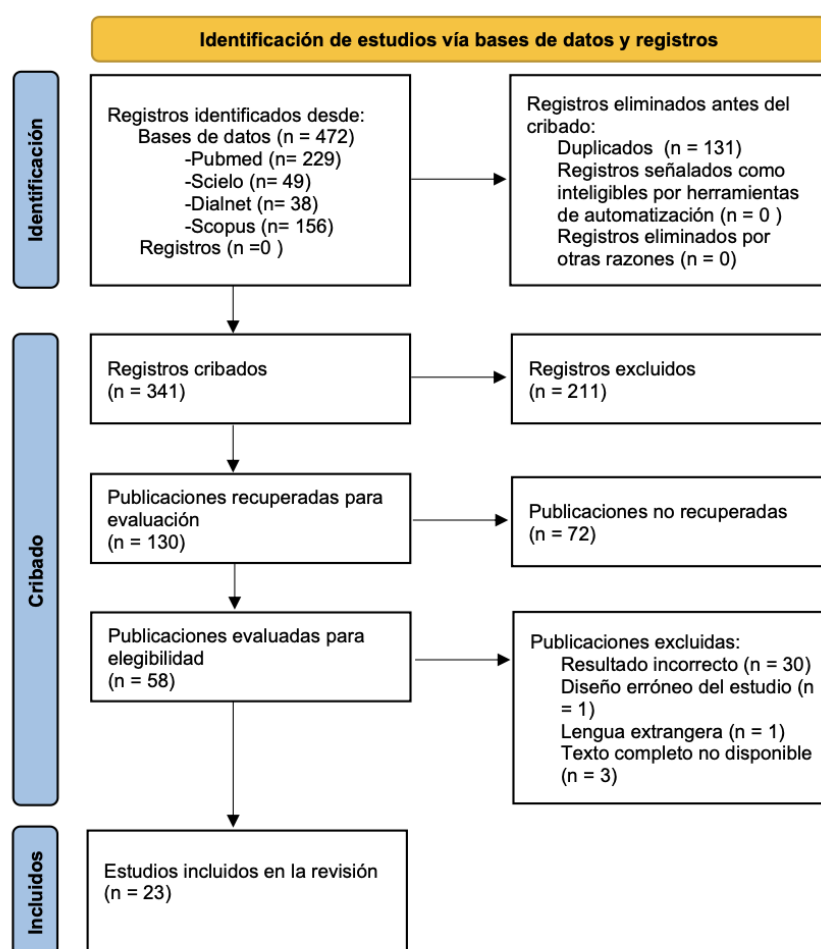 Identificación de estudios vía bases de datos y registros
Identificación
Registros identificados desde:
Bases de datos (n = 472)
-Pubmed (n= 229)
-Scielo (n= 49)
-Dialnet (n= 38)
-Scopus (n= 156)
Registros (n =0 )
Registros eliminados antes del
cribado:
Duplicados  (n = 131)
Registros señalados como
inteligibles por herramientas
de automatización (n = 0 )
Registros eliminados por
otras razones (n = 0)
Cribado
Registros cribados
(n = 341)
Registros excluidos
(n = 211)
Publicaciones recuperadas para
evaluación
(n = 130)
Publicaciones no recuperadas
(n = 72)
Publicaciones evaluadas para
elegibilidad
(n = 58)
Publicaciones excluidas:
Resultado incorrecto (n = 30)
Diseño erróneo del estudio (n
= 1)
Lengua extrangera (n = 1)
Texto completo no disponible
(n = 3)
Incluidos
Estudios incluidos en la revisión
(n = 23)